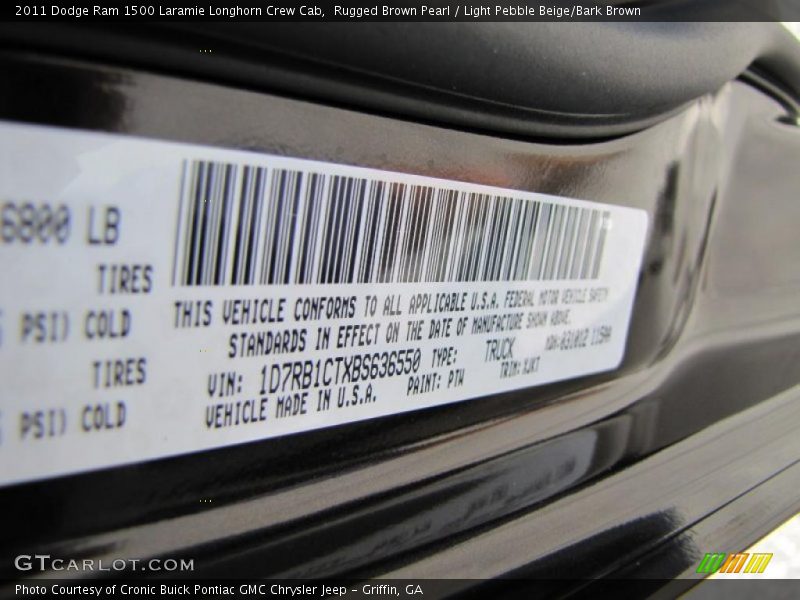 2011 Dodge Ram 1500 Laramie Longhorn Crew Cab,  Rugged Brown Pearl / Light Pebble Beige/Bark Brown
6800 LB
TIRES
PSI) COLD
TIRES
PSI) COLD
THIS VEHICLE CONFORMS TO ALL APPLICABLE U.S.A. FEDERAL MOTOR VEHICLE SAFETY
STANDARDS IN EFFECT ON THE DATE OF MANUFACTURE SHOWN ABOVE.
VIN: 1D7RB1CTXBS636550 TYPE: TRUCK
VEHICLE MADE IN U.S.A. PAINT: PTW TRIM:
GTCARLOT.COM
Photo Courtesy of Cronic Buick Pontiac GMC Chrysler Jeep – Griffin, GA